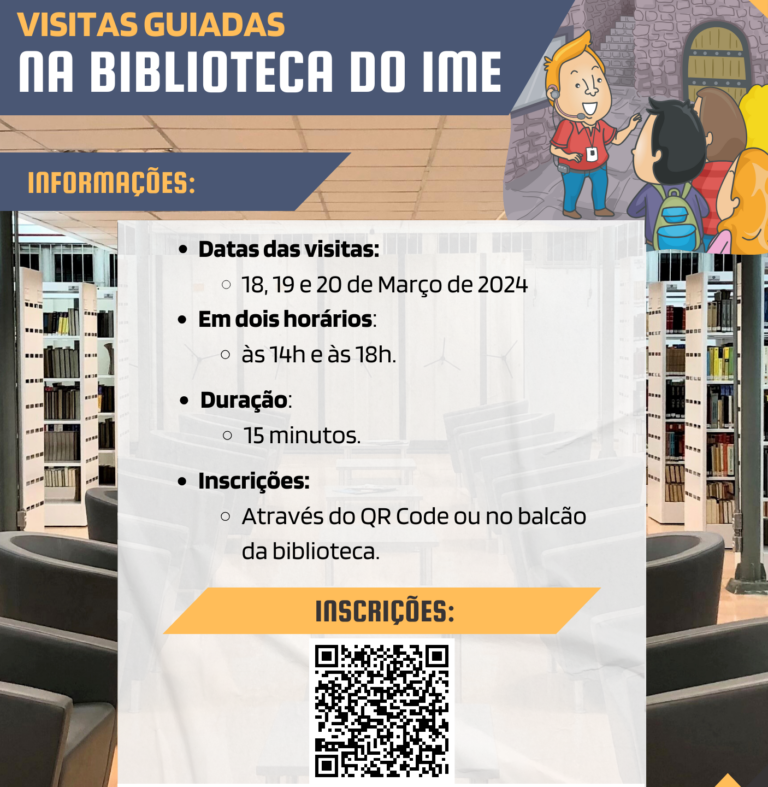 VISITAS GUIADAS
NA BIBLIOTECA DO IME
INFORMAÇÕES:
• Datas das visitas:
○ 18, 19 e 20 de Março de 2024
• Em dois horários:
○ às 14h e às 18h.
• Duração:
○ 15 minutos.
• Inscrições:
○ Através do QR Code ou no balcão
da biblioteca.
INSCRIÇÕES: